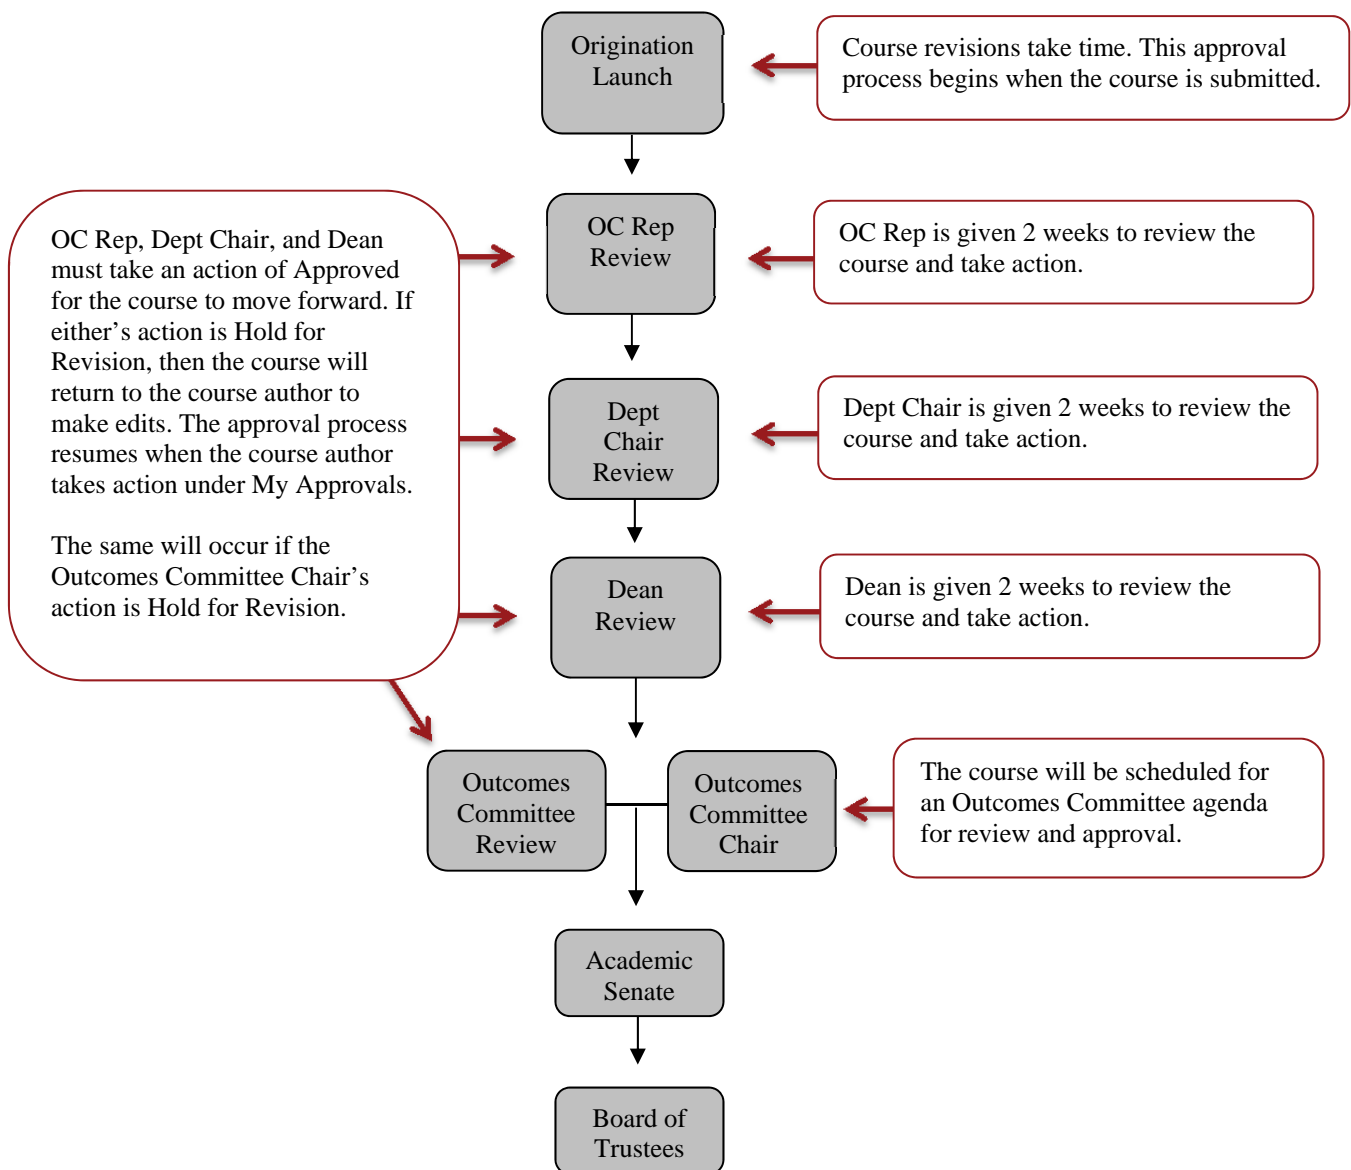 Origination
Launch
Course revisions take time. This approval
process begins when the course is submitted.
OC Rep, Dept Chair, and Dean
must take an action of Approved
for the course to move forward. If
either’s action is Hold for
Revision, then the course will
return to the course author to
make edits. The approval process
resumes when the course author
takes action under My Approvals.
The same will occur if the
Outcomes Committee Chair’s
action is Hold for Revision.
OC Rep
Review
OC Rep is given 2 weeks to review the
course and take action.
Dept
Chair
Review
Dept Chair is given 2 weeks to review the
course and take action.
Dean
Review
Dean is given 2 weeks to review the
course and take action.
Outcomes
Committee
Review
Outcomes
Committee
Chair
The course will be scheduled for
an Outcomes Committee agenda
for review and approval.
Academic
Senate
Board of
Trustees